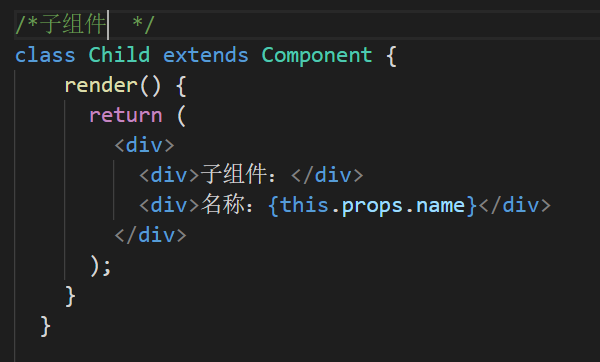 /*子组件  */
class Child extends Component {
    render() {
      return (
        <div>
          <div>子组件：</div>
          <div>名称：{this.props.name}</div>
        </div>
      );
    }
  }